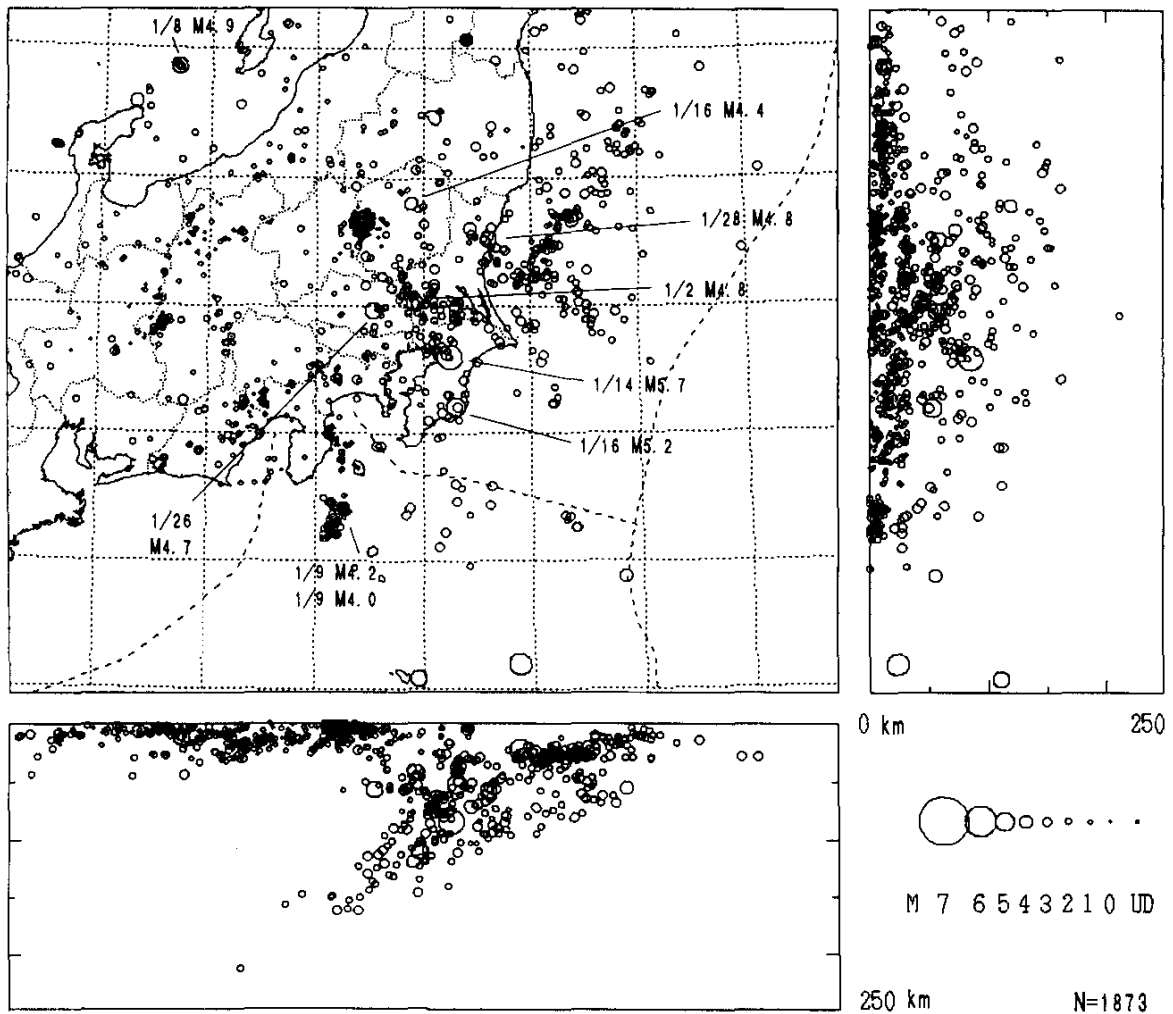 1/8 M4.9
1/16 M4.4
1/28 M4.8
1/2 M4.8
1/14 M5.7
1/16 M5.2
1/26
M4.7
1/9 M4.2
1/9 M4.0
0 km 250
M 7 6 5 4 3 2 1 0 UD
250 km N=1873